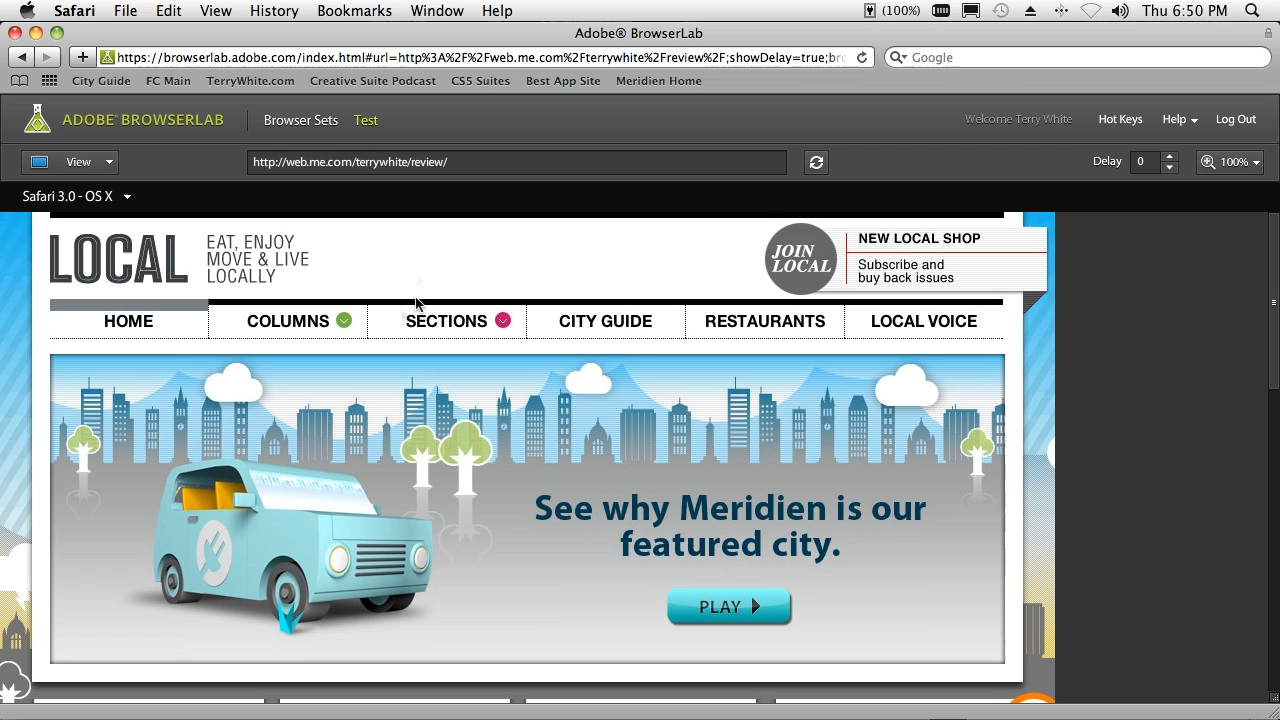 Safari File Edit View History Bookmarks Window Help (100%) Thu 6:50 PM
Adobe® BrowserLab
https://browserlab.adobe.com/index.html#url=http%3A%2F%2Fweb.me.com%2Fterrywhite%2Freview%2F;showDelay=true;bro Google
City Guide FC Main TerryWhite.com Creative Suite Podcast CS5 Suites Best App Site Meridien Home
ADOBE® BROWSERLAB Browser Sets Test Welcome Terry White Hot Keys Help Log Out
View http://web.me.com/terrywhite/review/ Delay 0 100%
Safari 3.0 - OS X
LOCAL
EAT, ENJOY
MOVE & LIVE
LOCALLY
JOIN
LOCAL
NEW LOCAL SHOP
Subscribe and
buy back issues
HOME COLUMNS SECTIONS CITY GUIDE RESTAURANTS LOCAL VOICE
See why Meridien is our
featured city.
PLAY